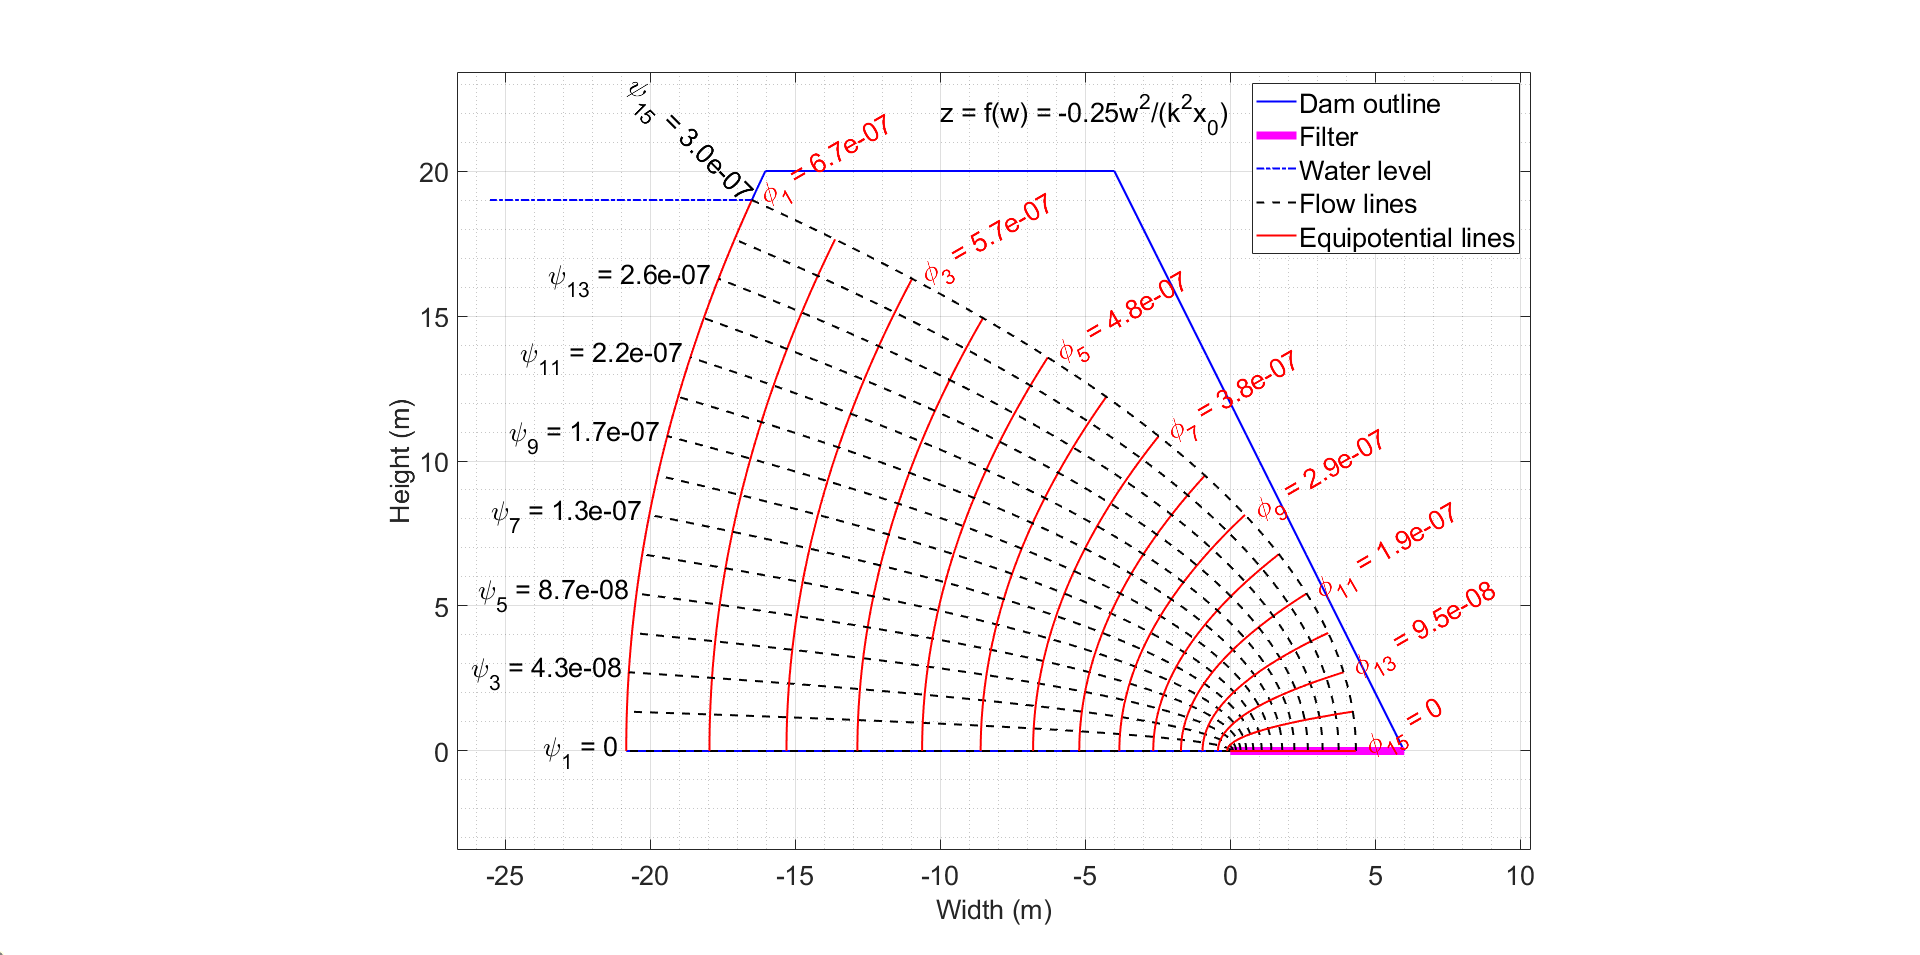 z = f(w) = -0.25w²/(k²x₀)
Dam outline
Filter
Water level
Flow lines
Equipotential lines
ψ₁₅ = 3.0e-07
ψ₁₃ = 2.6e-07
ψ₁₁ = 2.2e-07
ψ₉ = 1.7e-07
ψ₇ = 1.3e-07
ψ₅ = 8.7e-08
ψ₃ = 4.3e-08
ψ₁ = 0
ϕ₁ = 6.7e-07
ϕ₃ = 5.7e-07
ϕ₅ = 4.8e-07
ϕ₇ = 3.8e-07
ϕ₉ = 2.9e-07
ϕ₁₁ = 1.9e-07
ϕ₁₃ = 9.5e-08
ϕ₁₅ = 0
Height (m)
20
15
10
5
0
-25 -20 -15 -10 -5 0 5 10
Width (m)